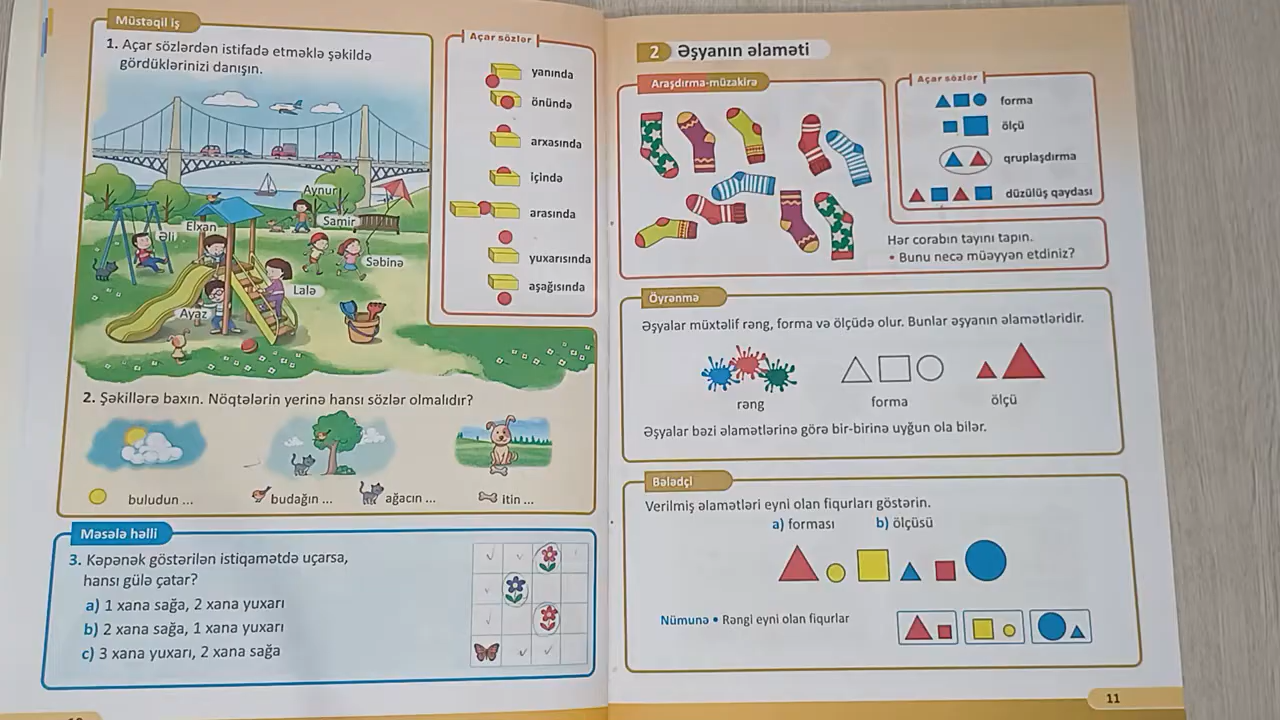 Müstəqil iş
1. Açar sözlərdən istifadə etməklə şəkildə
gördüklərinizi danışın.
Aynur
Samir
Elxan
Əli
Səbinə
Lalə
Ayaz
Açar sözlər
yanında
önündə
arxasında
içində
arasında
yuxarısında
aşağısında
2. Şəkillərə baxın. Nöqtələrin yerinə hansı sözlər olmalıdır?
buludun ...
budağın ...
ağacın ...
itin ...
Məsələ həlli
3. Kəpənək göstərilən istiqamətdə uçarsa,
hansı gülə çatar?
a) 1 xana sağa, 2 xana yuxarı
b) 2 xana sağa, 1 xana yuxarı
c) 3 xana yuxarı, 2 xana sağa
2 Əşyanın əlaməti
Araşdırma-müzakirə
Açar sözlər
forma
ölçü
qruplaşdırma
düzülüş qaydası
Hər corabın tayını tapın.
• Bunu necə müəyyən etdiniz?
Öyrənmə
Əşyalar müxtəlif rəng, forma və ölçüdə olur. Bunlar əşyanın əlamətləridir.
rəng
forma
ölçü
Əşyalar bəzi əlamətlərinə görə bir-birinə uyğun ola bilər.
Bələdçi
Verilmiş əlamətləri eyni olan fiqurları göstərin.
a) forması b) ölçüsü
Nümunə • Rəngi eyni olan fiqurlar
11